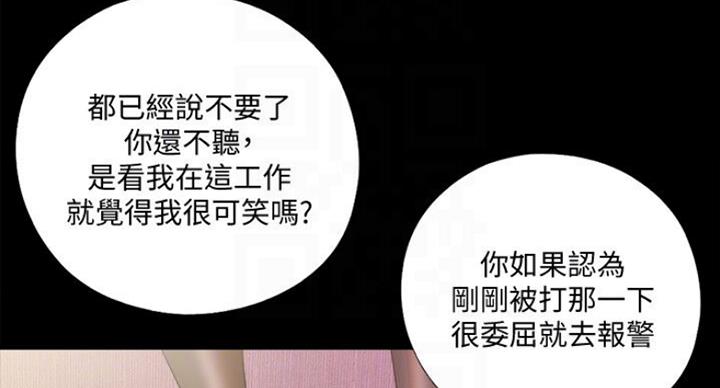 都已經說不要了
你還不聽，
是看我在這工作
就覺得我很可笑嗎?
你如果認為
剛剛被打那一下
很委屈就去報警